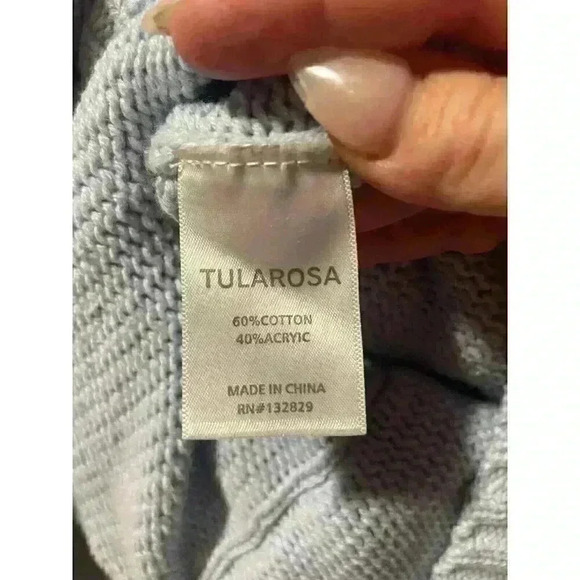 TULAROSA
60%COTTON
40%ACRYIC
MADE IN CHINA
RN#132829